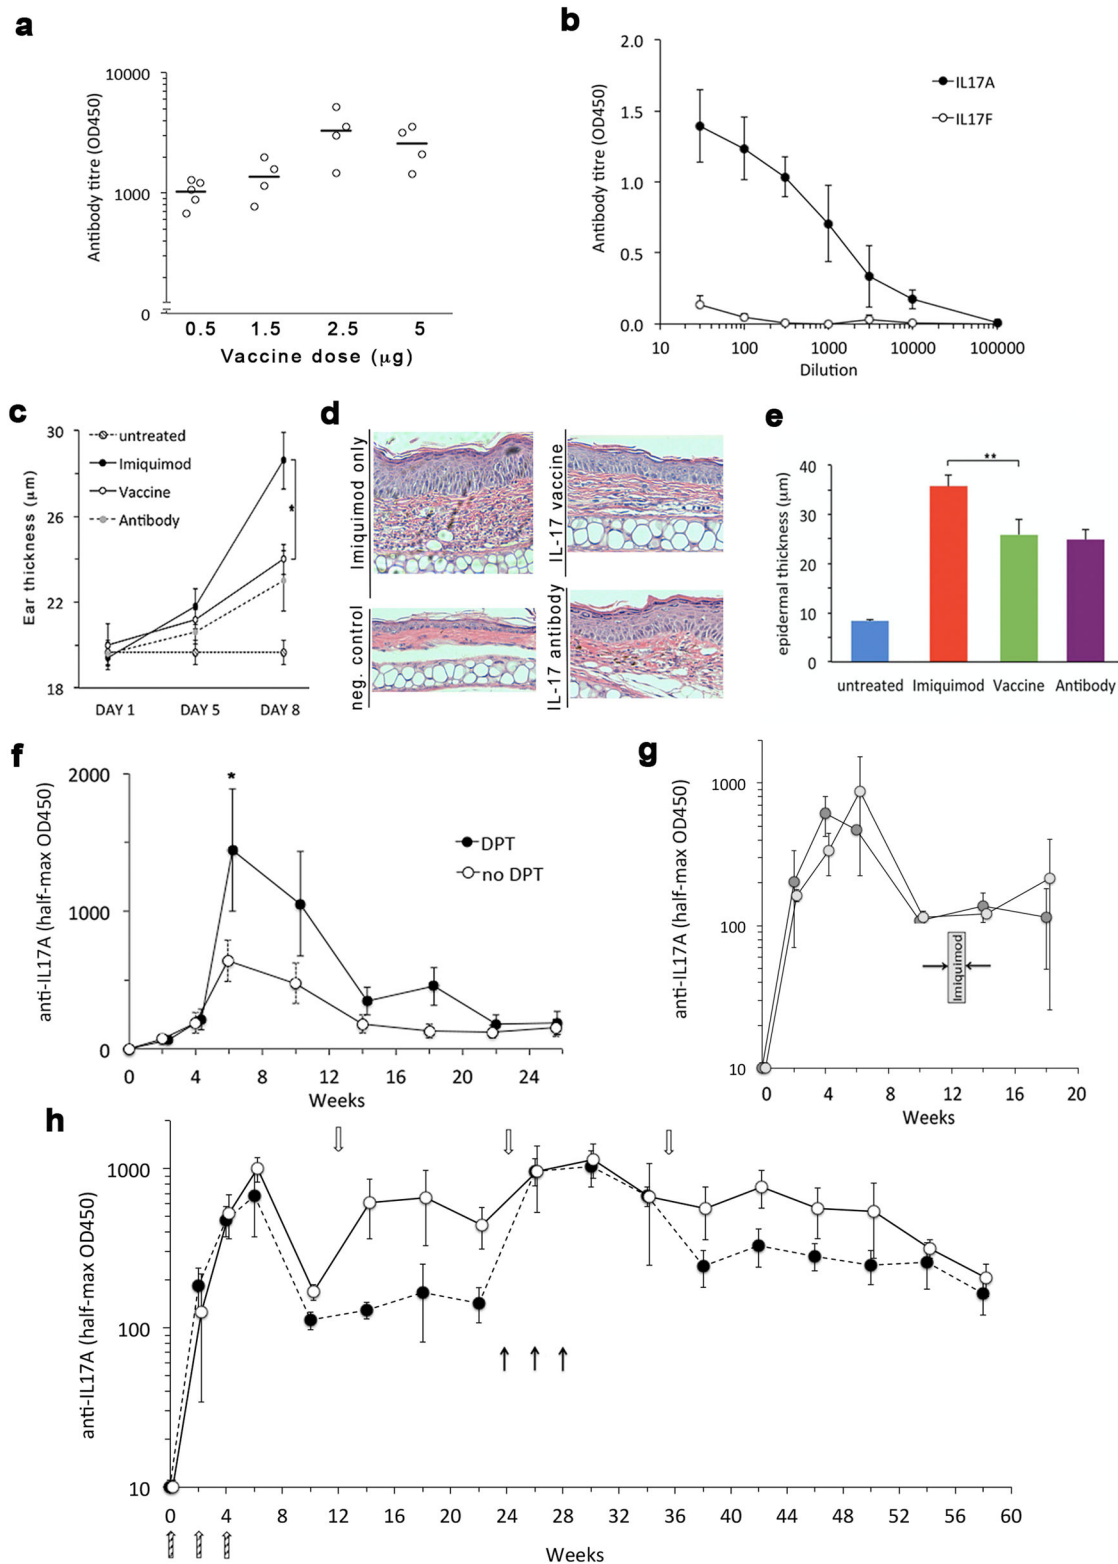 a
Antibody titre (OD450)
10000
1000
0
0.5 1.5 2.5 5
Vaccine dose (μg)
b
Antibody titre (OD450)
2.0
1.5
1.0
0.5
0.0
10 100 1000 10000 100000
Dilution
IL17A
IL17F
c
Ear thickness (μm)
30
26
22
18
untreated
Imiquimod
Vaccine
Antibody
*
DAY 1 DAY 5 DAY 8
d
Imiquimod only
IL-17 vaccine
neg. control
IL-17 antibody
e
epidermal thickness (μm)
40
30
20
10
0
**
untreated Imiquimod Vaccine Antibody
f
anti-IL17A (half-max OD450)
2000
1000
0
*
DPT
no DPT
0 4 8 12 16 20 24
Weeks
g
anti-IL17A (half-max OD450)
1000
100
10
Imiquimod
0 4 8 12 16 20
Weeks
h
anti-IL17A (half-max OD450)
1000
100
10
0 4 8 12 16 20 24 28 32 36 40 44 48 52 56 60
Weeks